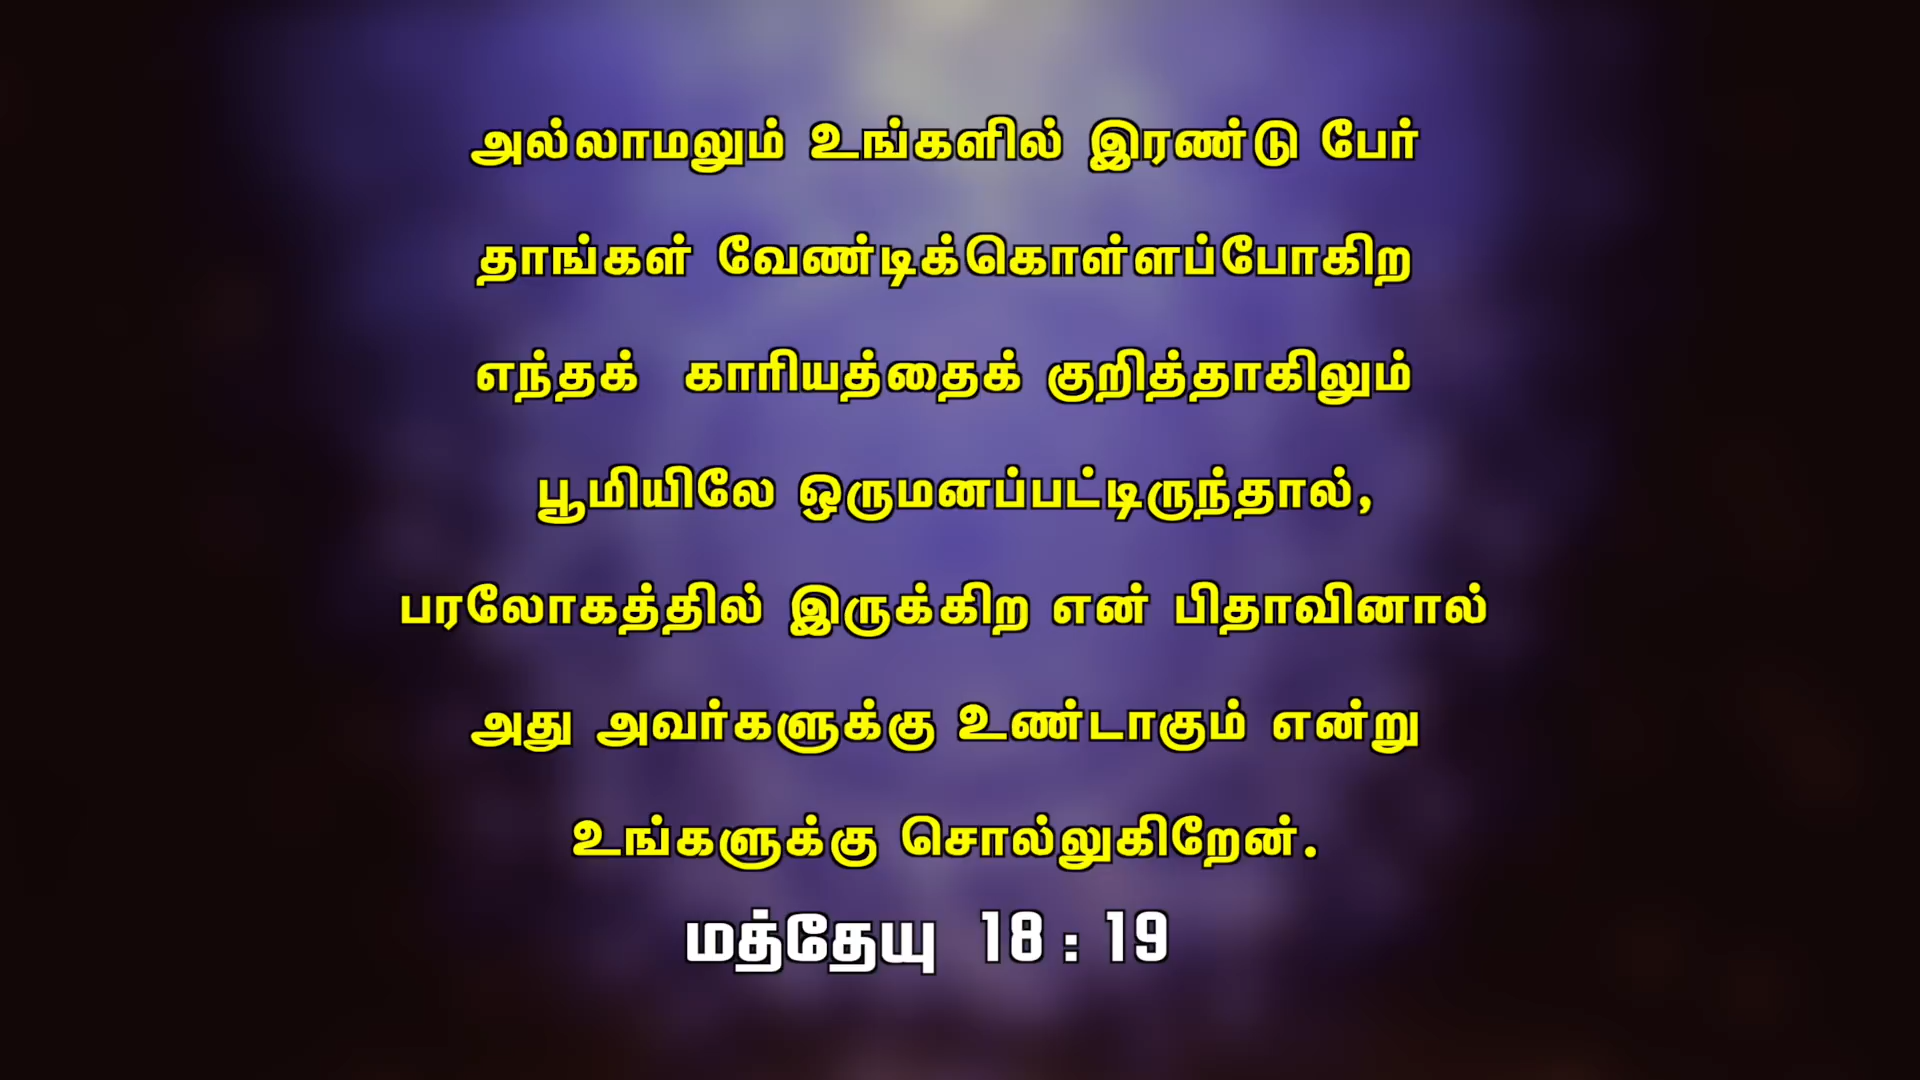 அல்லாமலும் உங்களில் இரண்டு பேர்
தாங்கள் வேண்டிக்கொள்ளப்போகிற
எந்தக் காரியத்தைக் குறித்தாகிலும்
பூமியிலே ஒருமனப்பட்டிருந்தால்,
பரலோகத்தில் இருக்கிற என் பிதாவினால்
அது அவர்களுக்கு உண்டாகும் என்று
உங்களுக்கு சொல்லுகிறேன்.
மத்தேயு 18 : 19